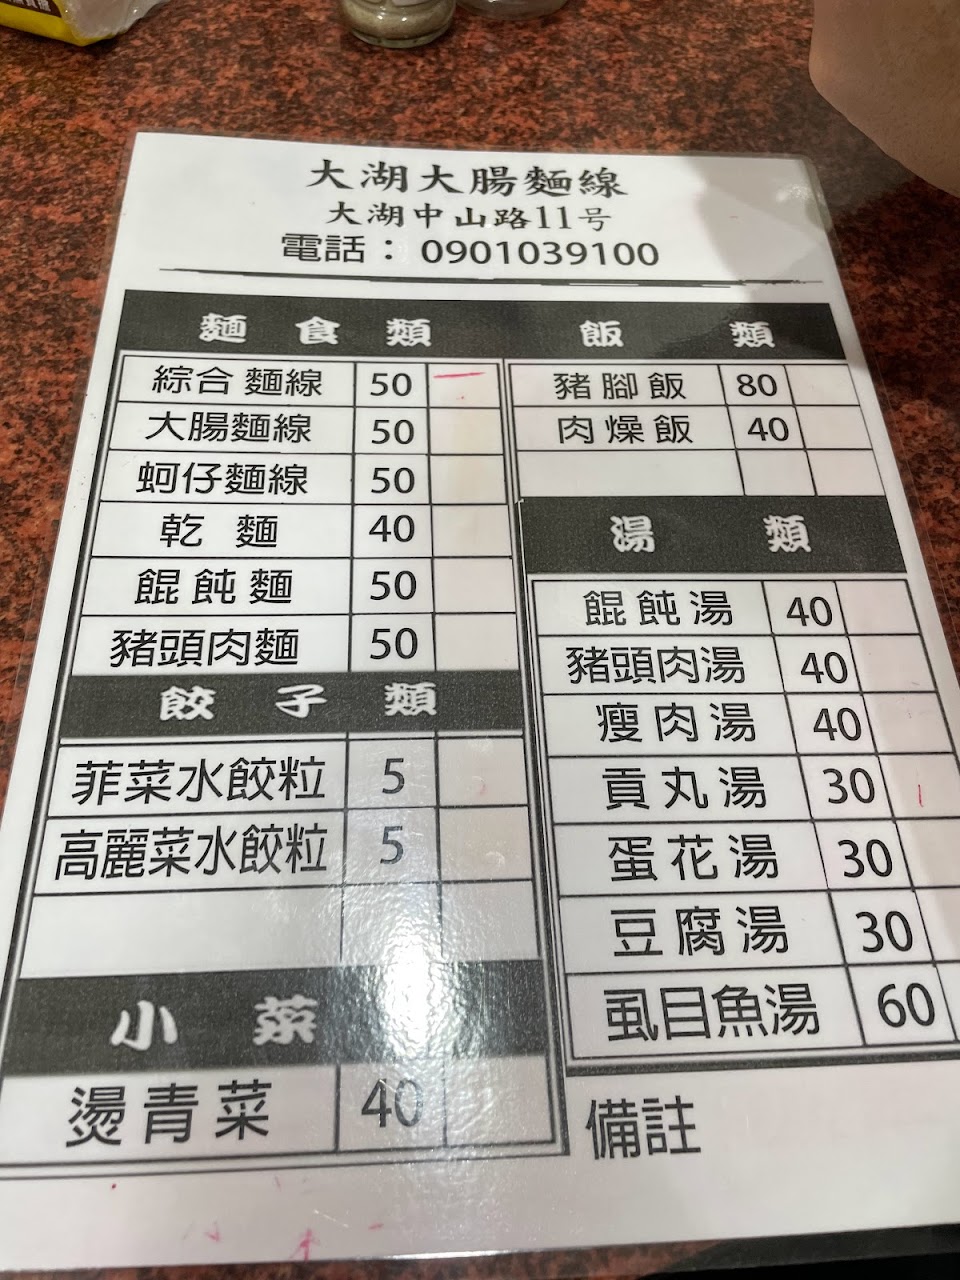 大湖大腸麵線
大湖中山路11号
電話：0901039100
麵食類
綜合麵線 50
大腸麵線 50
蚵仔麵線 50
乾麵 40
餛飩麵 50
豬頭肉麵 50
餃子類
菲菜水餃粒 5
高麗菜水餃粒 5
小菜
燙青菜 40
飯類
豬腳飯 80
肉燥飯 40
湯類
餛飩湯 40
豬頭肉湯 40
瘦肉湯 40
貢丸湯 30
蛋花湯 30
豆腐湯 30
虱目魚湯 60
備註